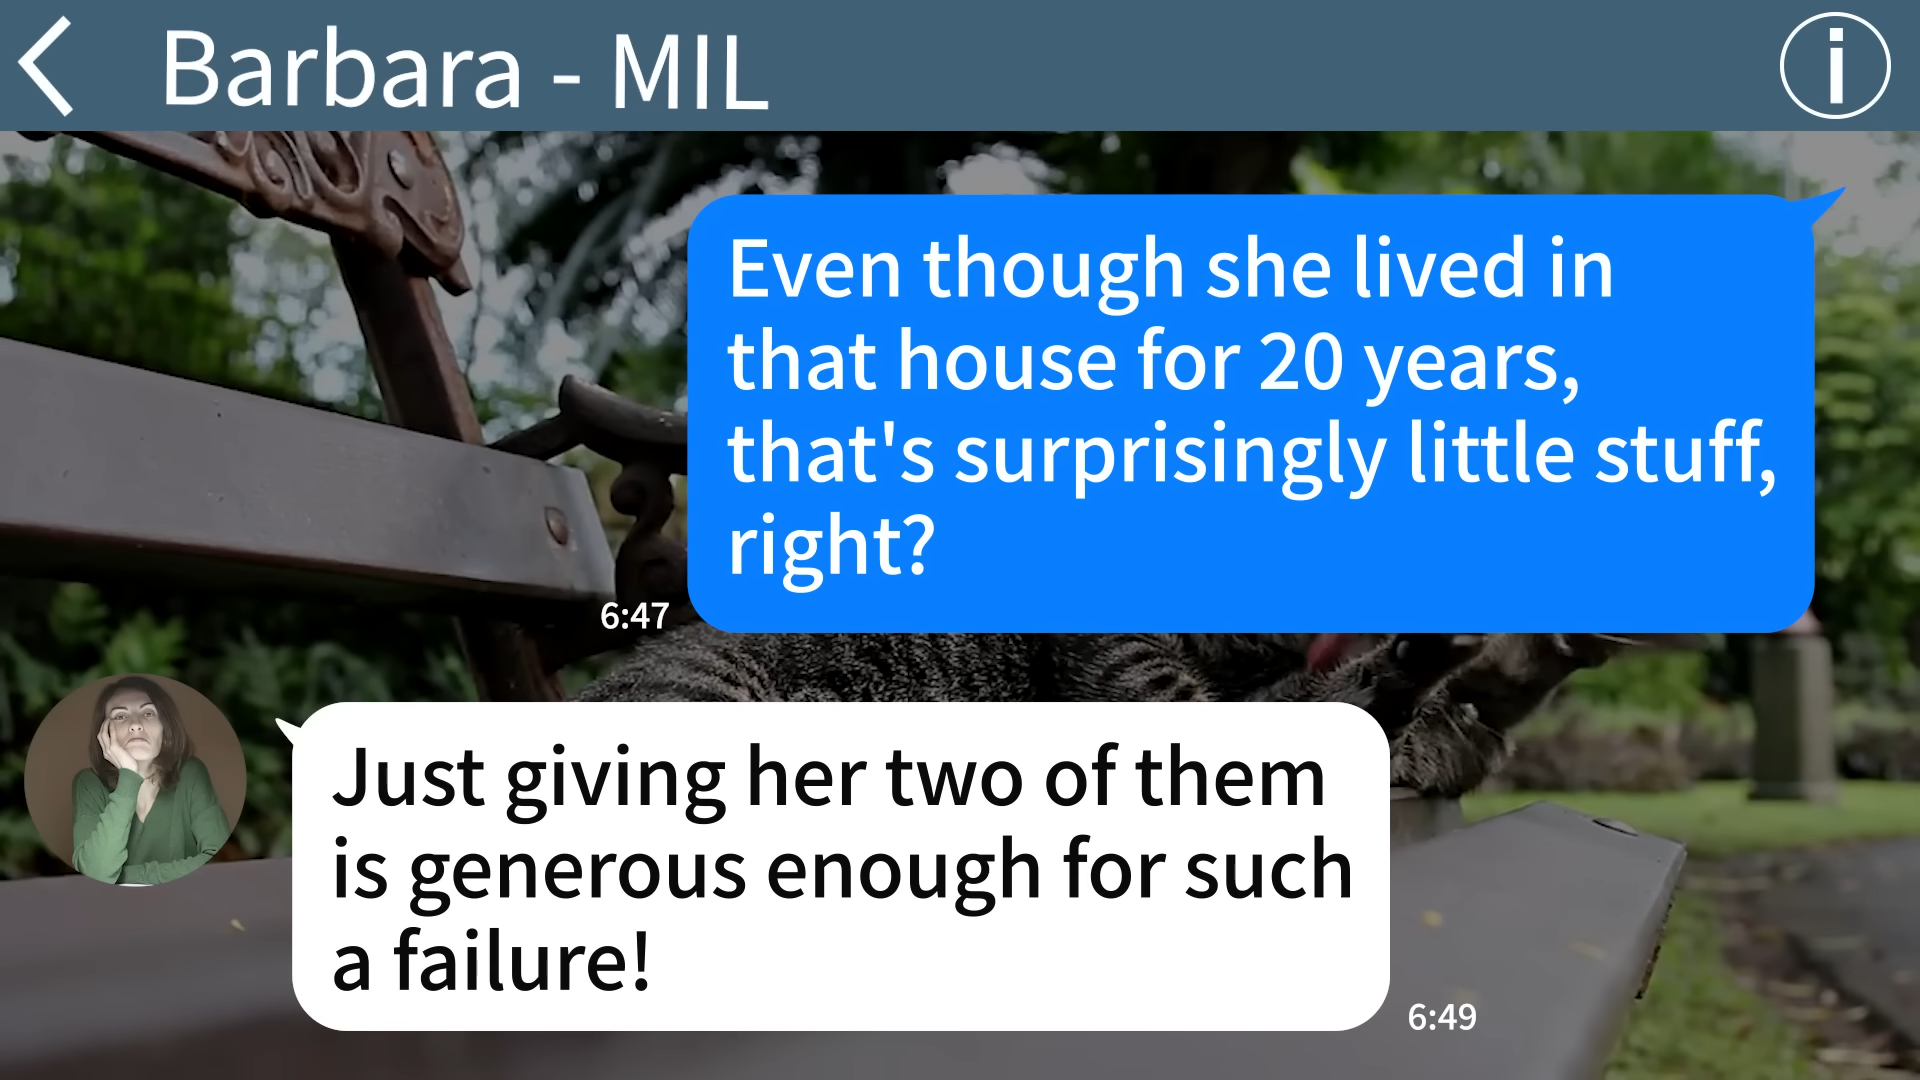 Barbara - MIL
Even though she lived in
that house for 20 years,
that's surprisingly little stuff,
right?
6:47
Just giving her two of them
is generous enough for such
a failure!
6:49